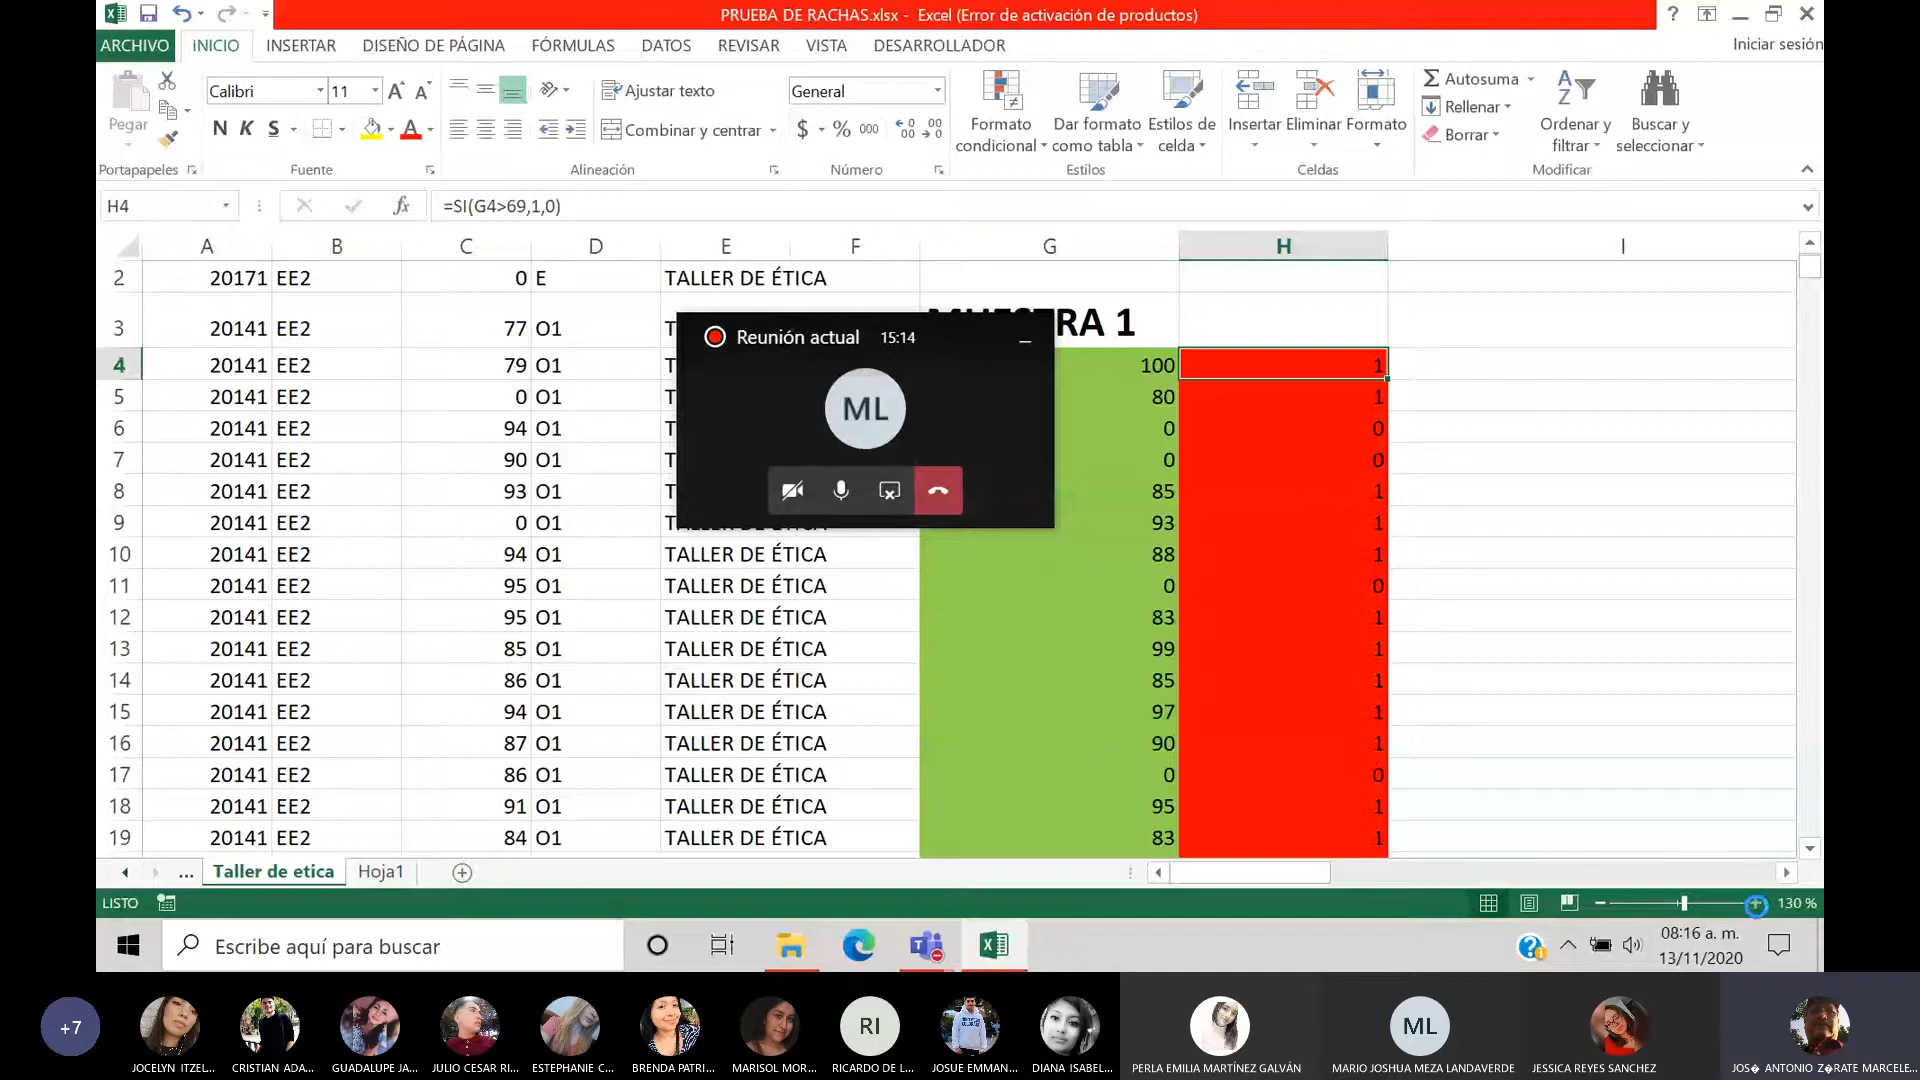 PRUEBA DE RACHAS.xlsx - Excel (Error de activación de productos)
ARCHIVO INICIO INSERTAR DISEÑO DE PÁGINA FÓRMULAS DATOS REVISAR VISTA DESARROLLADOR Iniciar sesión
Calibri 11 Ajustar texto General Autosuma
Pegar Formato condicional Dar formato como tabla Estilos de celda Insertar Eliminar Formato Rellenar Ordenar y filtrar Buscar y seleccionar
N K S Combinar y centrar $ % 000 Borrar
Portapapeles Fuente Alineación Número Estilos Celdas Modificar
H4 fx =SI(G4>69,1,0)
A B C D E F G H I
2 20171 EE2 0 E TALLER DE ÉTICA
3 20141 EE2 77 O1 RA 1
4 20141 EE2 79 O1 100 1
5 20141 EE2 0 O1 80 1
6 20141 EE2 94 O1 0 0
7 20141 EE2 90 O1 0 0
8 20141 EE2 93 O1 85 1
9 20141 EE2 0 O1 93 1
10 20141 EE2 94 O1 TALLER DE ÉTICA 88 1
11 20141 EE2 95 O1 TALLER DE ÉTICA 0 0
12 20141 EE2 95 O1 TALLER DE ÉTICA 83 1
13 20141 EE2 85 O1 TALLER DE ÉTICA 99 1
14 20141 EE2 86 O1 TALLER DE ÉTICA 85 1
15 20141 EE2 94 O1 TALLER DE ÉTICA 97 1
16 20141 EE2 87 O1 TALLER DE ÉTICA 90 1
17 20141 EE2 86 O1 TALLER DE ÉTICA 0 0
18 20141 EE2 91 O1 TALLER DE ÉTICA 95 1
19 20141 EE2 84 O1 TALLER DE ÉTICA 83 1
Reunión actual 15:14
ML
... Taller de etica Hoja1
LISTO 130 %
Escribe aquí para buscar 08:16 a. m.
13/11/2020
+7 RI ML
JOCELYN ITZEL... CRISTIAN ADA... GUADALUPE JA... JULIO CESAR RI... ESTEPHANIE C... BRENDA PATRI... MARISOL MOR... RICARDO DE L... JOSUE EMMAN... DIANA ISABEL... PERLA EMILIA MARTÍNEZ GALVÁN MARIO JOSHUA MEZA LANDAVERDE JESSICA REYES SANCHEZ JOS� ANTONIO Z�RATE MARCELE...